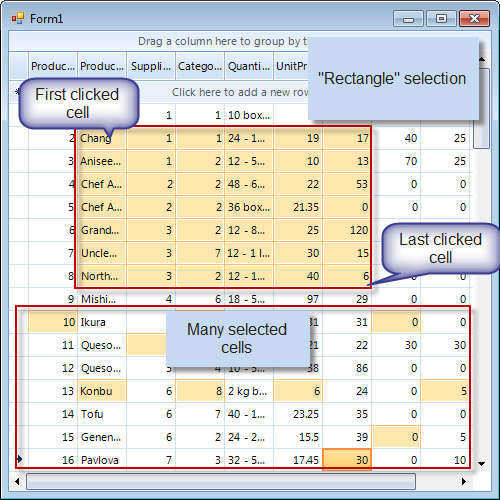 Form1
Drag a column here to group by t
"Rectangle" selection
Produc... Produc... Suppli... Catego... Quanti... UnitPr
Click here to add a new row
First clicked
cell
1 1 10 box...
2 Chang 1 1 24 - 1... 19 17 40 25
3 Anisee... 1 2 12 - 5... 10 13 70 25
4 Chef A... 2 2 48 - 6... 22 53 0 0
5 Chef A... 2 2 36 box... 21.35 0 0 0
6 Grand... 3 2 12 - 8... 25 120
7 Uncle... 3 7 12 - 1 l... 30 15
8 North... 3 2 12 - 1... 40 6 0 0
Last clicked
cell
9 Mishi... 4 6 18 - 5... 97 29 0 0
10 Ikura 31 31 0 0
Many selected
cells
11 Queso... 22 30 30
12 Queso... 5 4 10 - 5... 38 86 0 0
13 Konbu 6 8 2 kg b... 6 24 0 5
14 Tofu 6 7 40 - 1... 23.25 35 0 0
15 Genen... 6 2 24 - 2... 15.5 39 0 5
16 Pavlova 7 3 32 - 5... 17.45 30 0 10